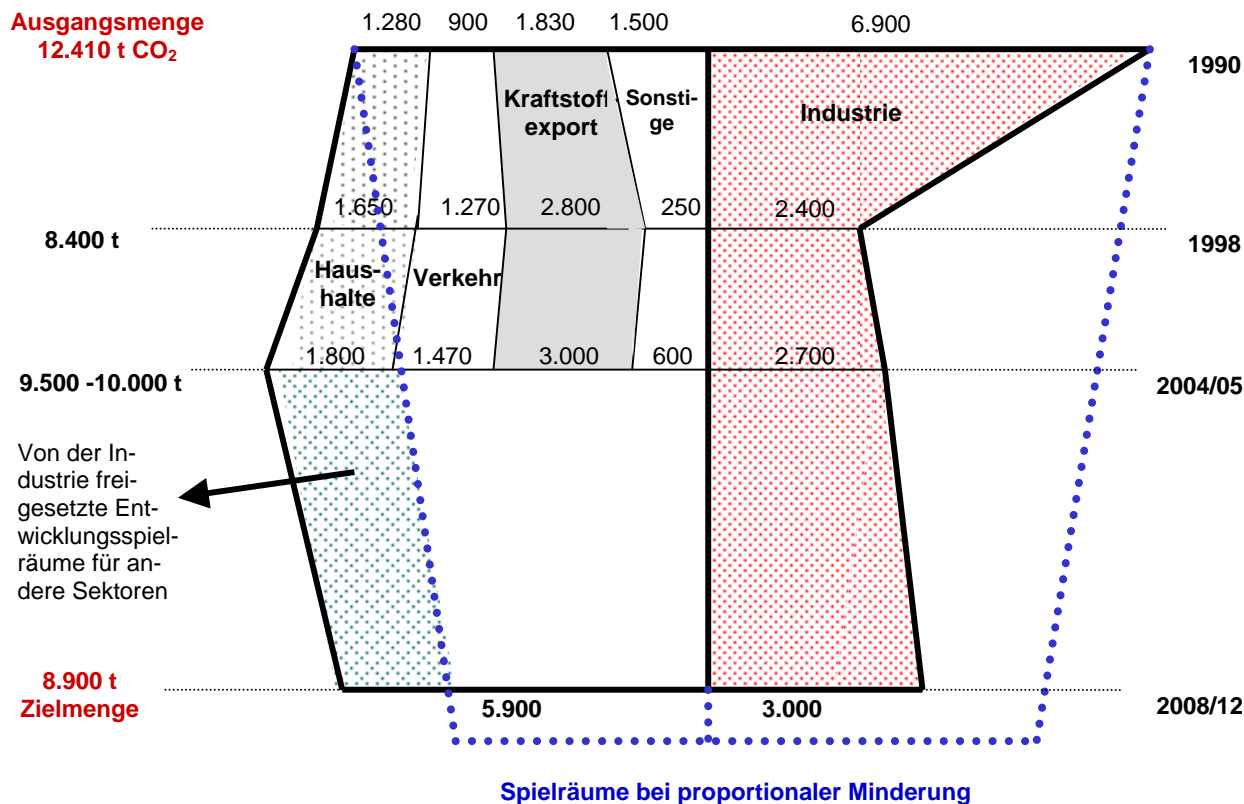 Ausgangsmenge
12.410 t CO₂
1.280 900 1.830 1.500 6.900
1990
Kraftstoff-
export
Sonsti-
ge
Industrie
1.650 1.270 2.800 250 2.400
8.400 t
1998
Haus-
halte
Verkehr
1.800 1.470 3.000 600 2.700
9.500 -10.000 t
2004/05
Von der In-
dustrie frei-
gesetzte Ent-
wicklungsspiel-
räume für an-
dere Sektoren
8.900 t
Zielmenge
5.900 3.000
2008/12
Spielräume bei proportionaler Minderung